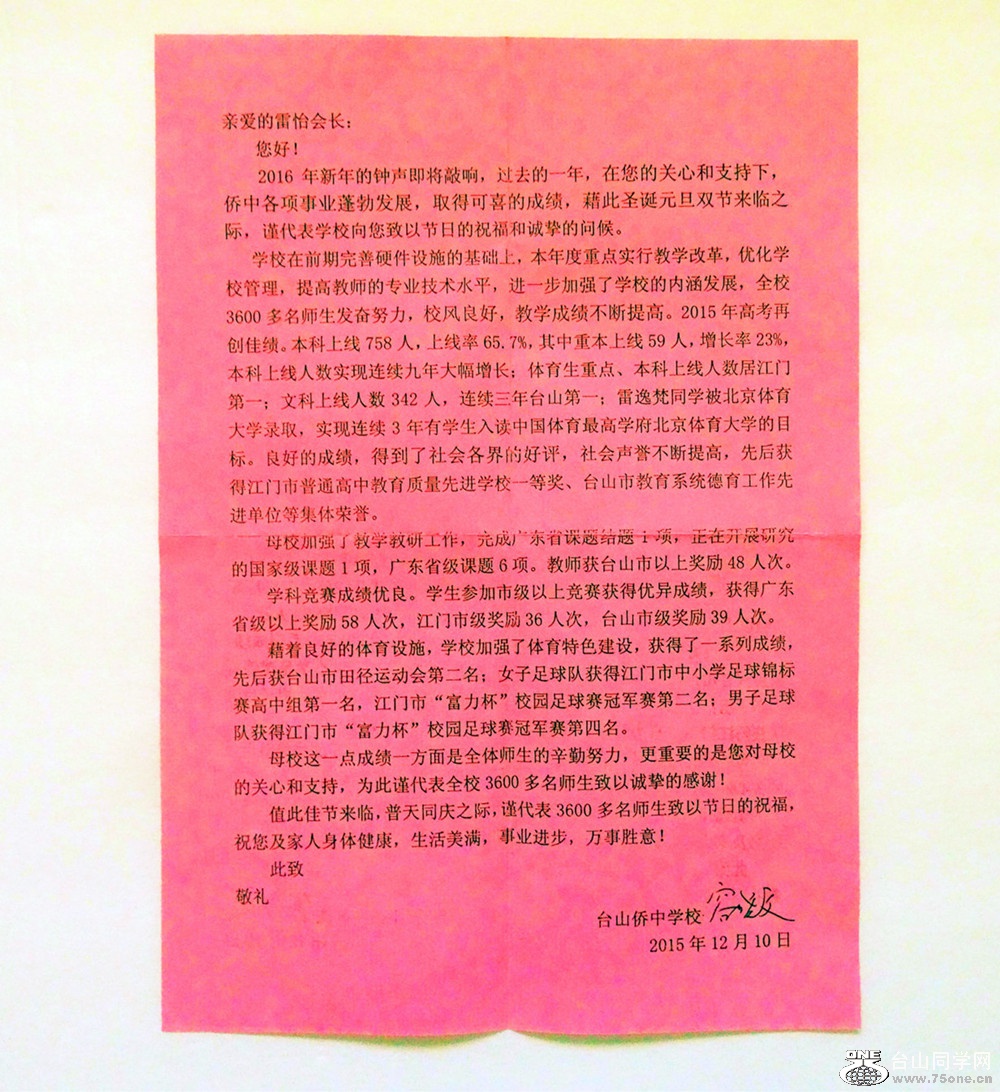 亲爱的雷怡会长:
您好!
2016 年新年的钟声即将敲响，过去的一年，在您的关心和支持下，
侨中各项事业蓬勃发展，取得可喜的成绩，藉此圣诞元旦双节来临之
际，谨代表学校向您致以节日的祝福和诚挚的问候。
学校在前期完善硬件设施的基础上，本年度重点实行教学改革，优化学
校管理，提高教师的专业技术水平，进一步加强了学校的内涵发展，全校
3600 多名师生发奋努力，校风良好，教学成绩不断提高。2015 年高考再
创佳绩。本科上线 758 人，上线率 65.7%，其中重本上线 59 人，增长率 23%，
本科上线人数实现连续九年大幅增长；体育生重点、本科上线人数居江门
第一；文科上线人数 342 人，连续三年台山第一；雷逸梵同学被北京体育
大学录取，实现连续 3 年有学生入读中国体育最高学府北京体育大学的目
标。良好的成绩，得到了社会各界的好评，社会声誉不断提高，先后获
得江门市普通高中教育质量先进学校一等奖、台山市教育系统德育工作先
进单位等集体荣誉。
母校加强了教学教研工作，完成广东省课题结题 1 项，正在开展研究
的国家级课题 1 项，广东省级课题 6 项。教师获台山市以上奖励 48 人次。
学科竞赛成绩优良。学生参加市级以上竞赛获得优异成绩，获得广东
省级以上奖励 58 人次，江门市级奖励 36 人次，台山市级奖励 39 人次。
藉着良好的体育设施，学校加强了体育特色建设，获得了一系列成绩，
先后获台山市田径运动会第二名；女子足球队获得江门市中小学足球锦标
赛高中组第一名，江门市“富力杯”校园足球赛冠军赛第二名；男子足球
队获得江门市“富力杯”校园足球赛冠军赛第四名。
母校这一点成绩一方面是全体师生的辛勤努力，更重要的是您对母校
的关心和支持，为此谨代表全校 3600 多名师生致以诚挚的感谢！
值此佳节来临，普天同庆之际，谨代表 3600 多名师生致以节日的祝福，
祝您及家人身体健康，生活美满，事业进步，万事胜意！
此致
敬礼
台山侨中学校
2015 年 12 月 10 日
ONE 台山同学网
www.75one.cn